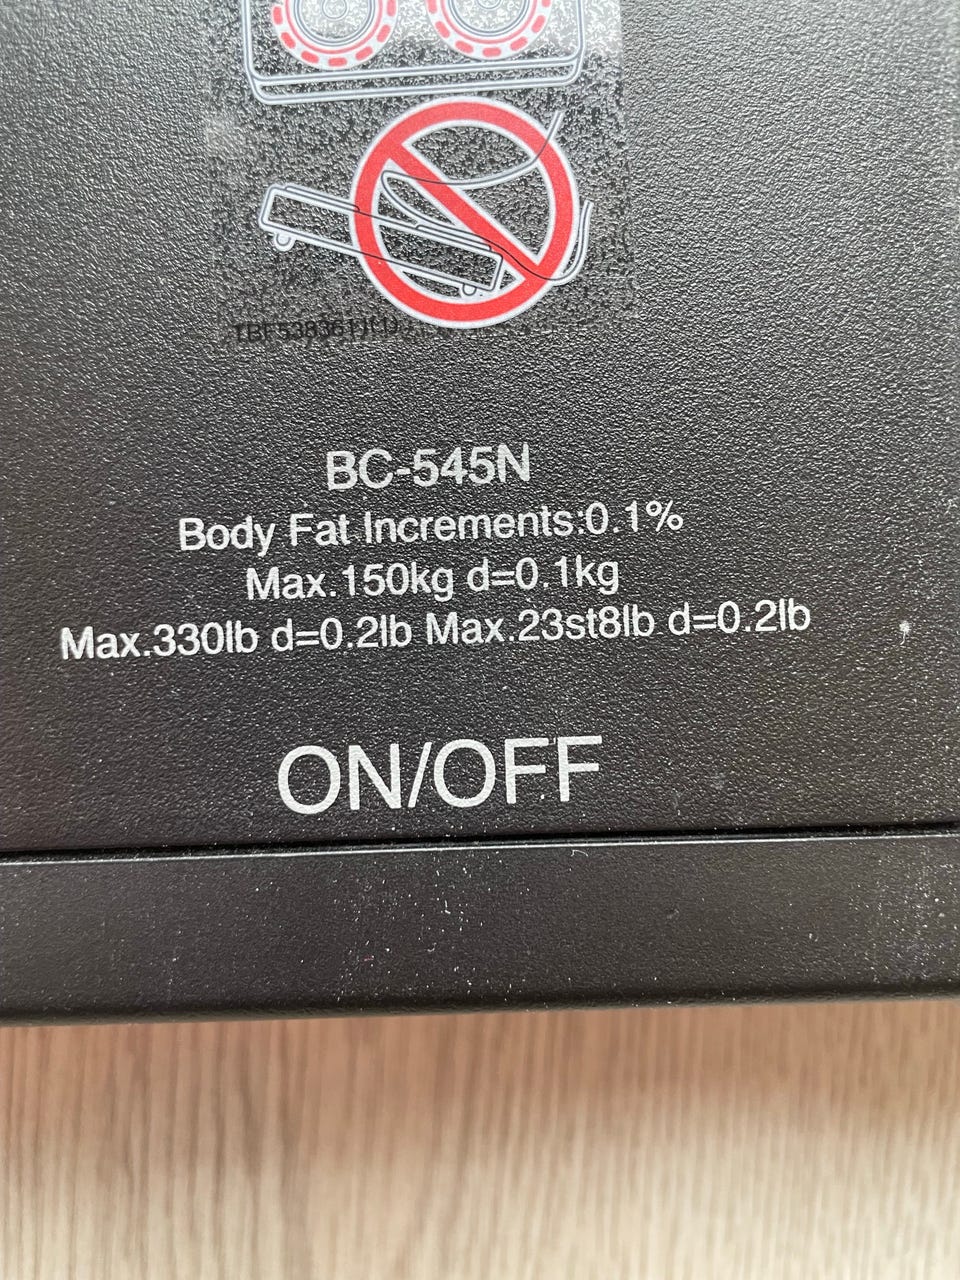 BC-545N
Body Fat Increments:0.1%
Max.150kg d=0.1kg
Max.330lb d=0.2lb Max.23st8lb d=0.2lb
ON/OFF